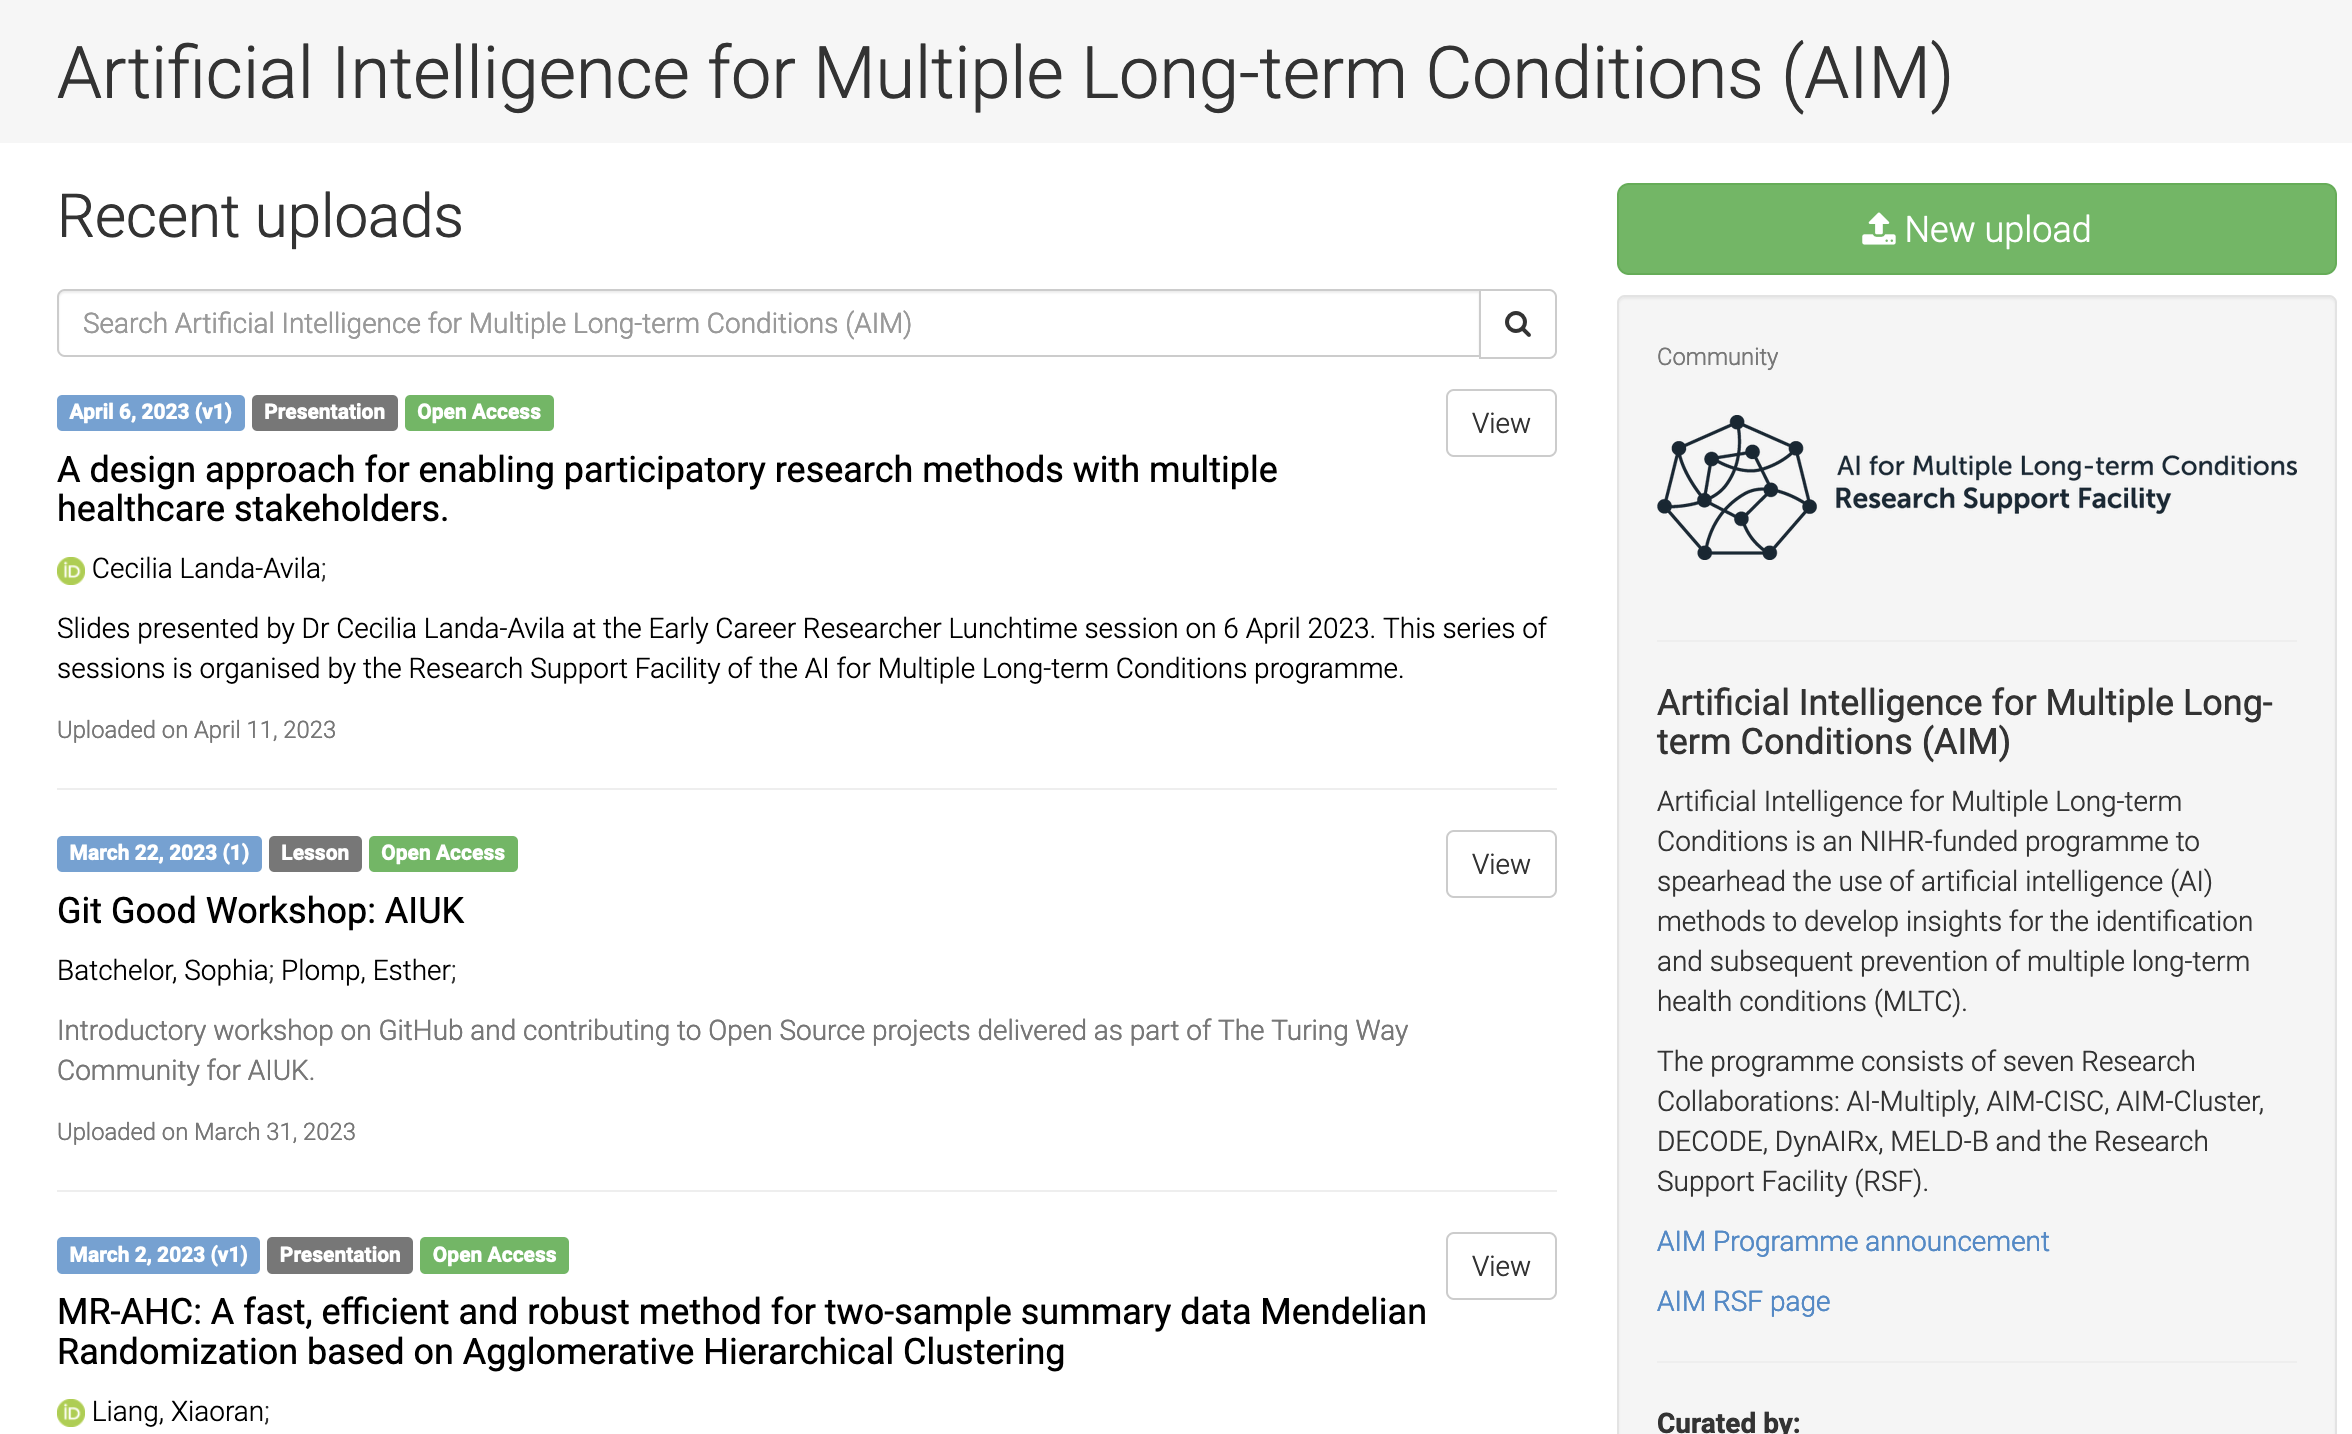 Artificial Intelligence for Multiple Long-term Conditions (AIM)
Recent uploads
Search Artificial Intelligence for Multiple Long-term Conditions (AIM)
April 6, 2023 (v1) Presentation Open Access
View
A design approach for enabling participatory research methods with multiple
healthcare stakeholders.
iD Cecilia Landa-Avila;
Slides presented by Dr Cecilia Landa-Avila at the Early Career Researcher Lunchtime session on 6 April 2023. This series of
sessions is organised by the Research Support Facility of the AI for Multiple Long-term Conditions programme.
Uploaded on April 11, 2023
March 22, 2023 (1) Lesson Open Access
View
Git Good Workshop: AIUK
Batchelor, Sophia; Plomp, Esther;
Introductory workshop on GitHub and contributing to Open Source projects delivered as part of The Turing Way
Community for AIUK.
Uploaded on March 31, 2023
March 2, 2023 (v1) Presentation Open Access
View
MR-AHC: A fast, efficient and robust method for two-sample summary data Mendelian
Randomization based on Agglomerative Hierarchical Clustering
iD Liang, Xiaoran;
New upload
Community
AI for Multiple Long-term Conditions
Research Support Facility
Artificial Intelligence for Multiple Long-
term Conditions (AIM)
Artificial Intelligence for Multiple Long-term
Conditions is an NIHR-funded programme to
spearhead the use of artificial intelligence (AI)
methods to develop insights for the identification
and subsequent prevention of multiple long-term
health conditions (MLTC).
The programme consists of seven Research
Collaborations: AI-Multiply, AIM-CISC, AIM-Cluster,
DECODE, DynAIRx, MELD-B and the Research
Support Facility (RSF).
AIM Programme announcement
AIM RSF page
Curated by: